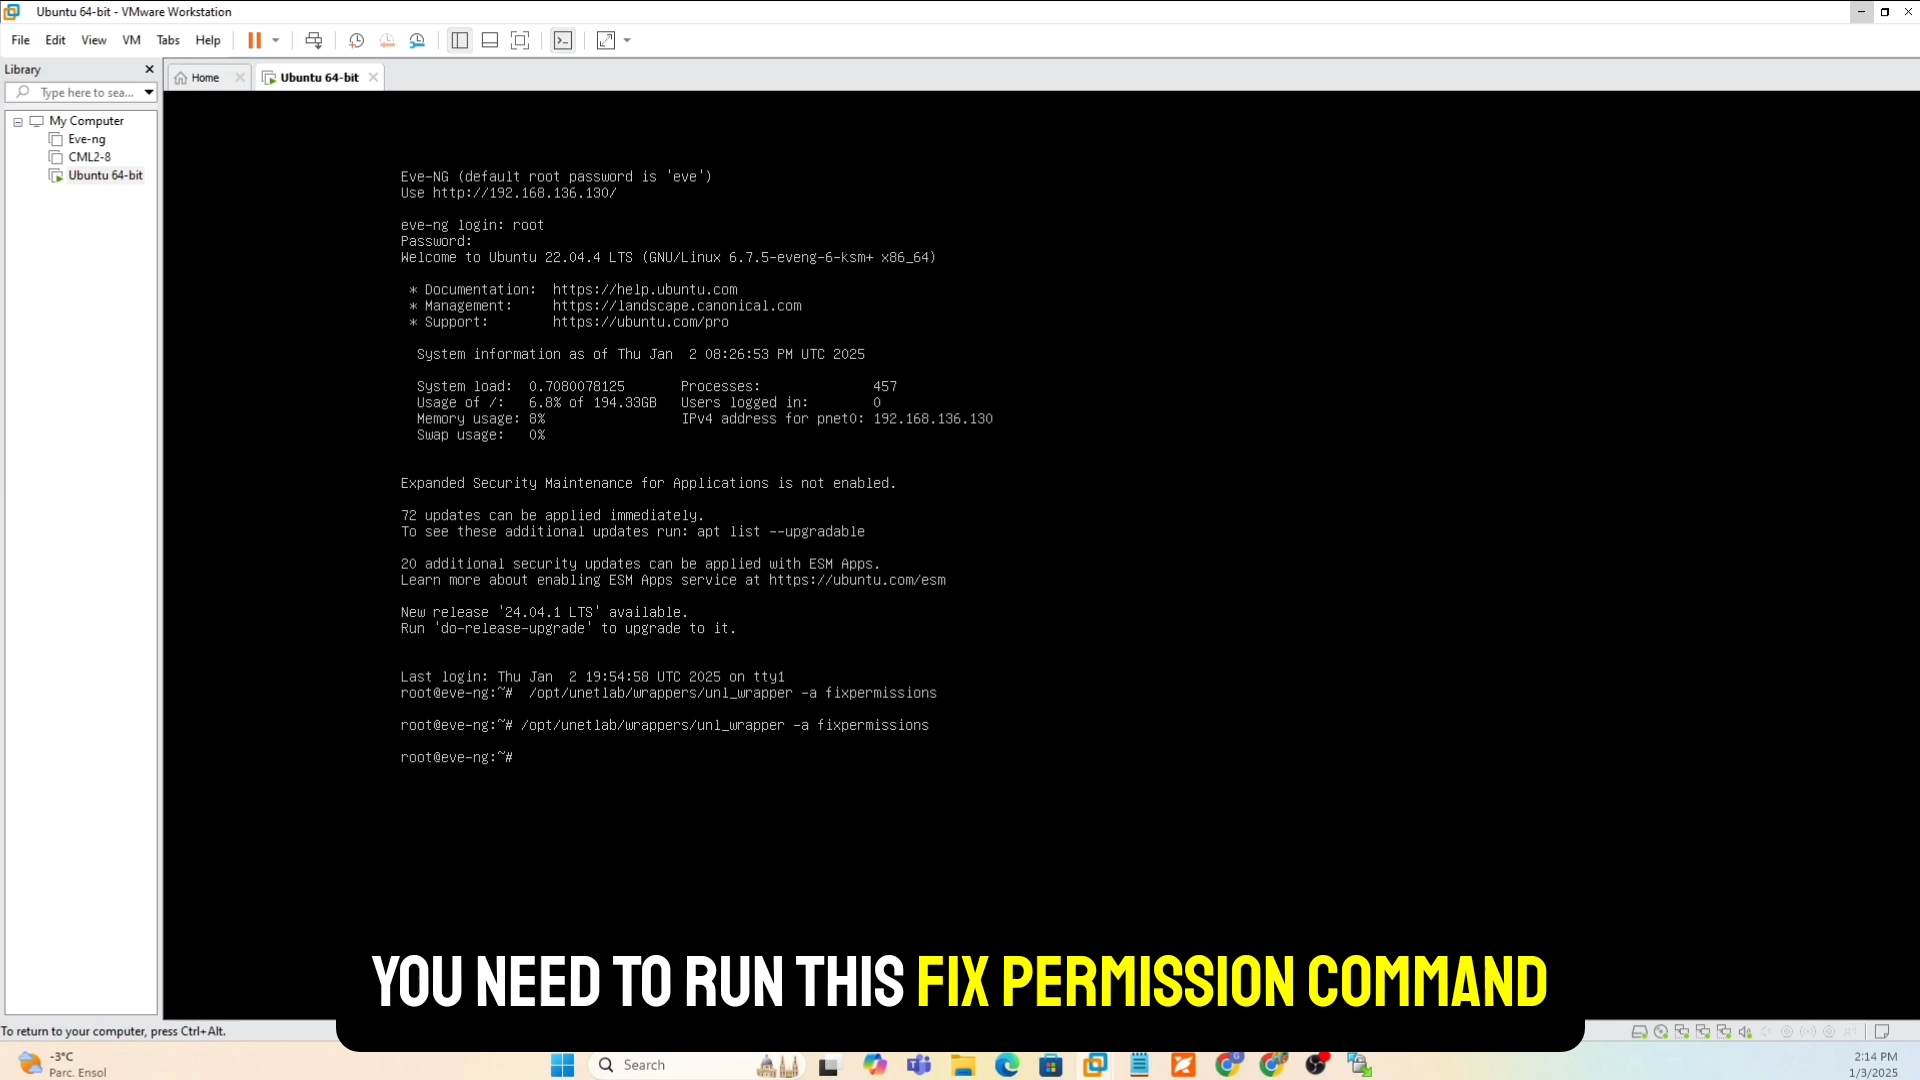 Ubuntu 64-bit - VMware Workstation
File Edit View VM Tabs Help
Library
Home
Ubuntu 64-bit
Type here to sea...
My Computer
Eve-ng
CML2-8
Ubuntu 64-bit
Eve-NG (default root password is 'eve')
Use http://192.168.136.130/
eve-ng login: root
Password:
Welcome to Ubuntu 22.04.4 LTS (GNU/Linux 6.7.5-eveng-6-ksm+ x86_64)
* Documentation:  https://help.ubuntu.com
* Management:     https://landscape.canonical.com
* Support:        https://ubuntu.com/pro
System information as of Thu Jan  2 08:26:53 PM UTC 2025
System load:  0.7080078125       Processes:              457
Usage of /:   6.8% of 194.33GB   Users logged in:        0
Memory usage: 8%                 IPv4 address for pnet0: 192.168.136.130
Swap usage:   0%
Expanded Security Maintenance for Applications is not enabled.
72 updates can be applied immediately.
To see these additional updates run: apt list --upgradable
20 additional security updates can be applied with ESM Apps.
Learn more about enabling ESM Apps service at https://ubuntu.com/esm
New release '24.04.1 LTS' available.
Run 'do-release-upgrade' to upgrade to it.
Last login: Thu Jan  2 19:54:58 UTC 2025 on tty1
root@eve-ng:~#  /opt/unetlab/wrappers/unl_wrapper -a fixpermissions
root@eve-ng:~# /opt/unetlab/wrappers/unl_wrapper -a fixpermissions
root@eve-ng:~#
YOU NEED TO RUN THIS FIX PERMISSION COMMAND
To return to your computer, press Ctrl+Alt.
-3°C
Parc. Ensol
Search
2:14 PM
1/3/2025